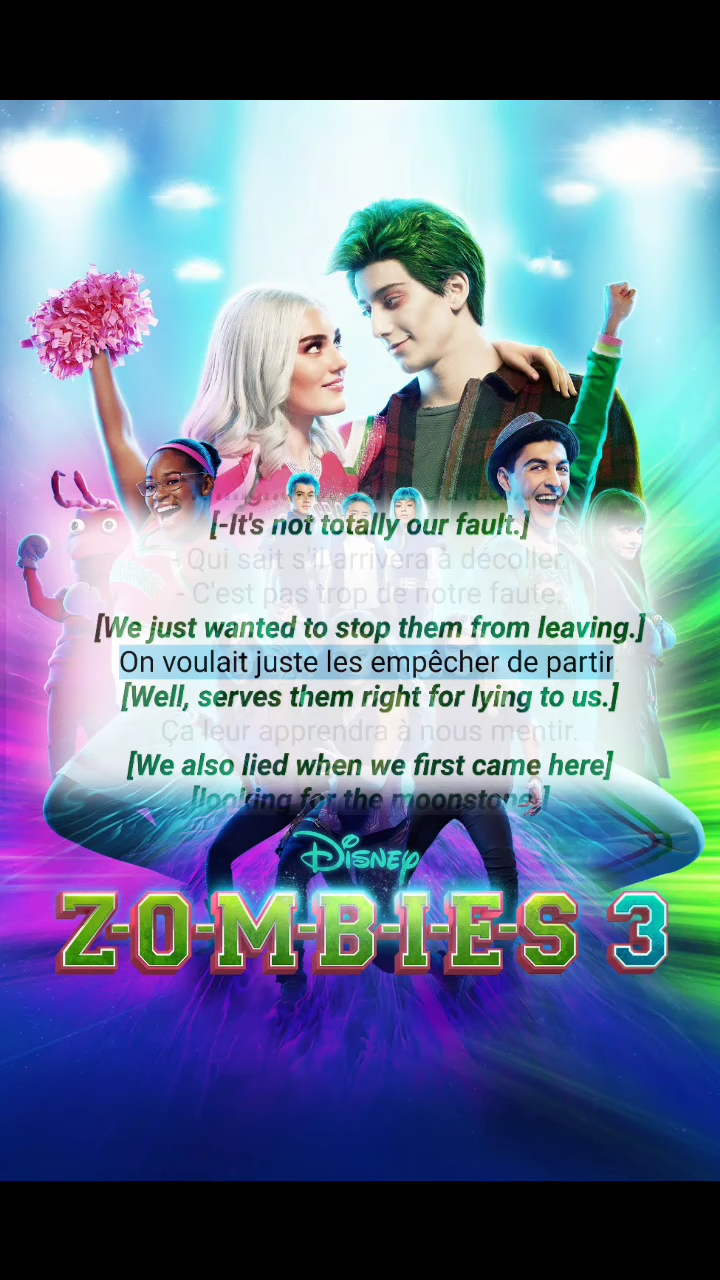 [-It's not totally our fault.]
- Qui sait s'il arrivera à décoller.
- C'est pas trop de notre faute.
[We just wanted to stop them from leaving.]
On voulait juste les empêcher de partir
[Well, serves them right for lying to us.]
Ça leur apprendra à nous mentir.
[We also lied when we first came here]
[looking for the moonstone.]
Disney
Z-O-M-B-I-E-S 3